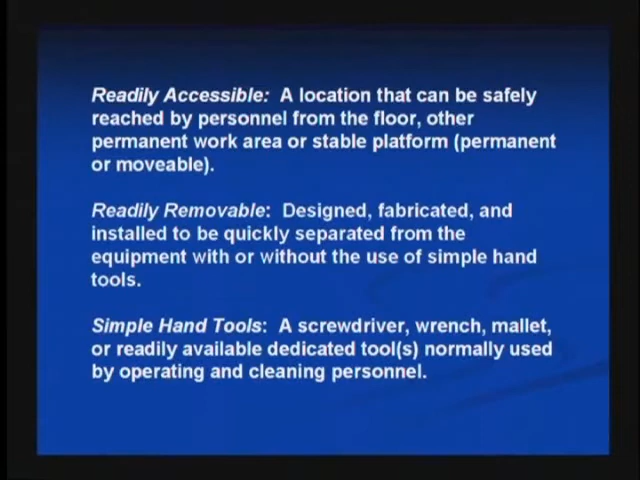 Readily Accessible: A location that can be safely
reached by personnel from the floor, other
permanent work area or stable platform (permanent
or moveable).
Readily Removable: Designed, fabricated, and
installed to be quickly separated from the
equipment with or without the use of simple hand
tools.
Simple Hand Tools: A screwdriver, wrench, mallet,
or readily available dedicated tool(s) normally used
by operating and cleaning personnel.